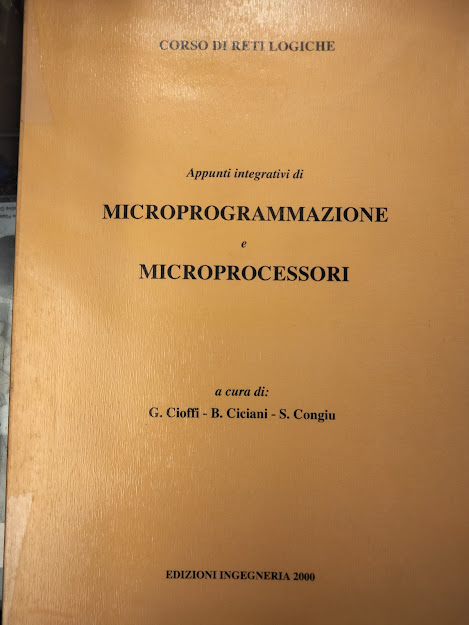 CORSO DI RETI LOGICHE
Appunti integrativi di
MICROPROGRAMMAZIONE
e
MICROPROCESSORI
a cura di:
G. Cioffi - B. Ciciani - S. Congiu
EDIZIONI INGEGNERIA 2000